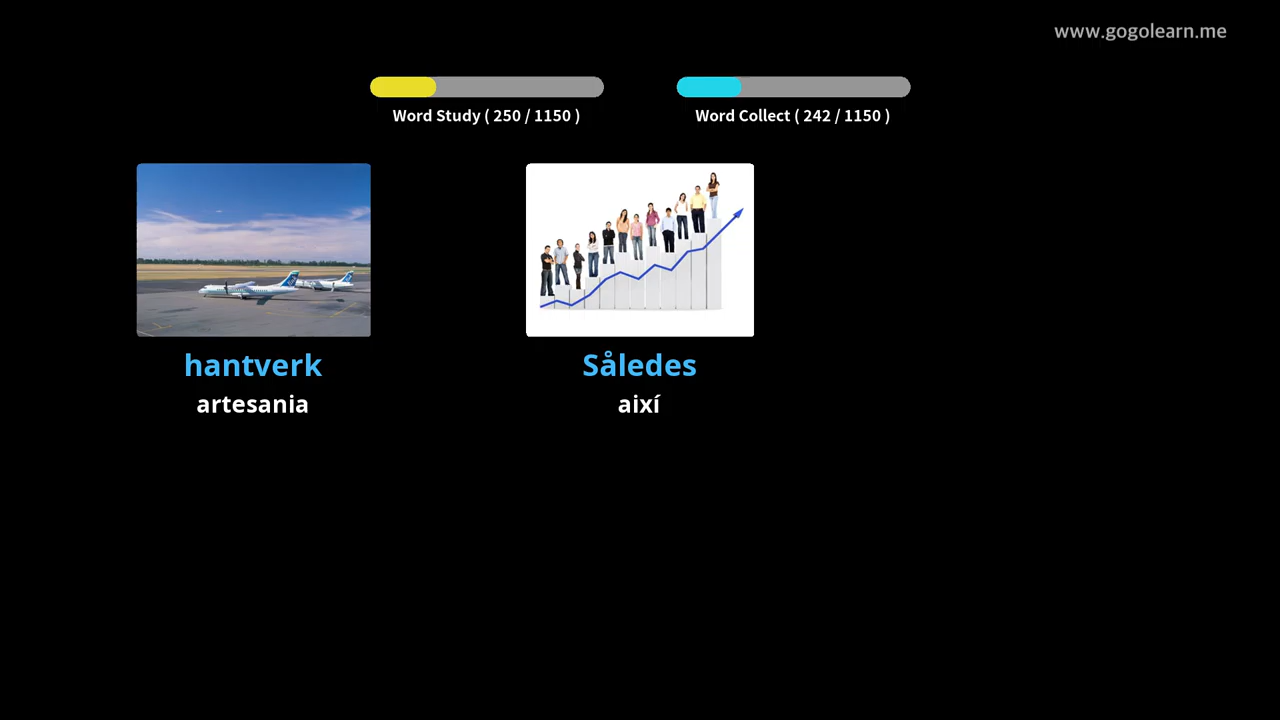 www.gogolearn.me
Word Study ( 250 / 1150 )
Word Collect ( 242 / 1150 )
hantverk
artesania
Således
així